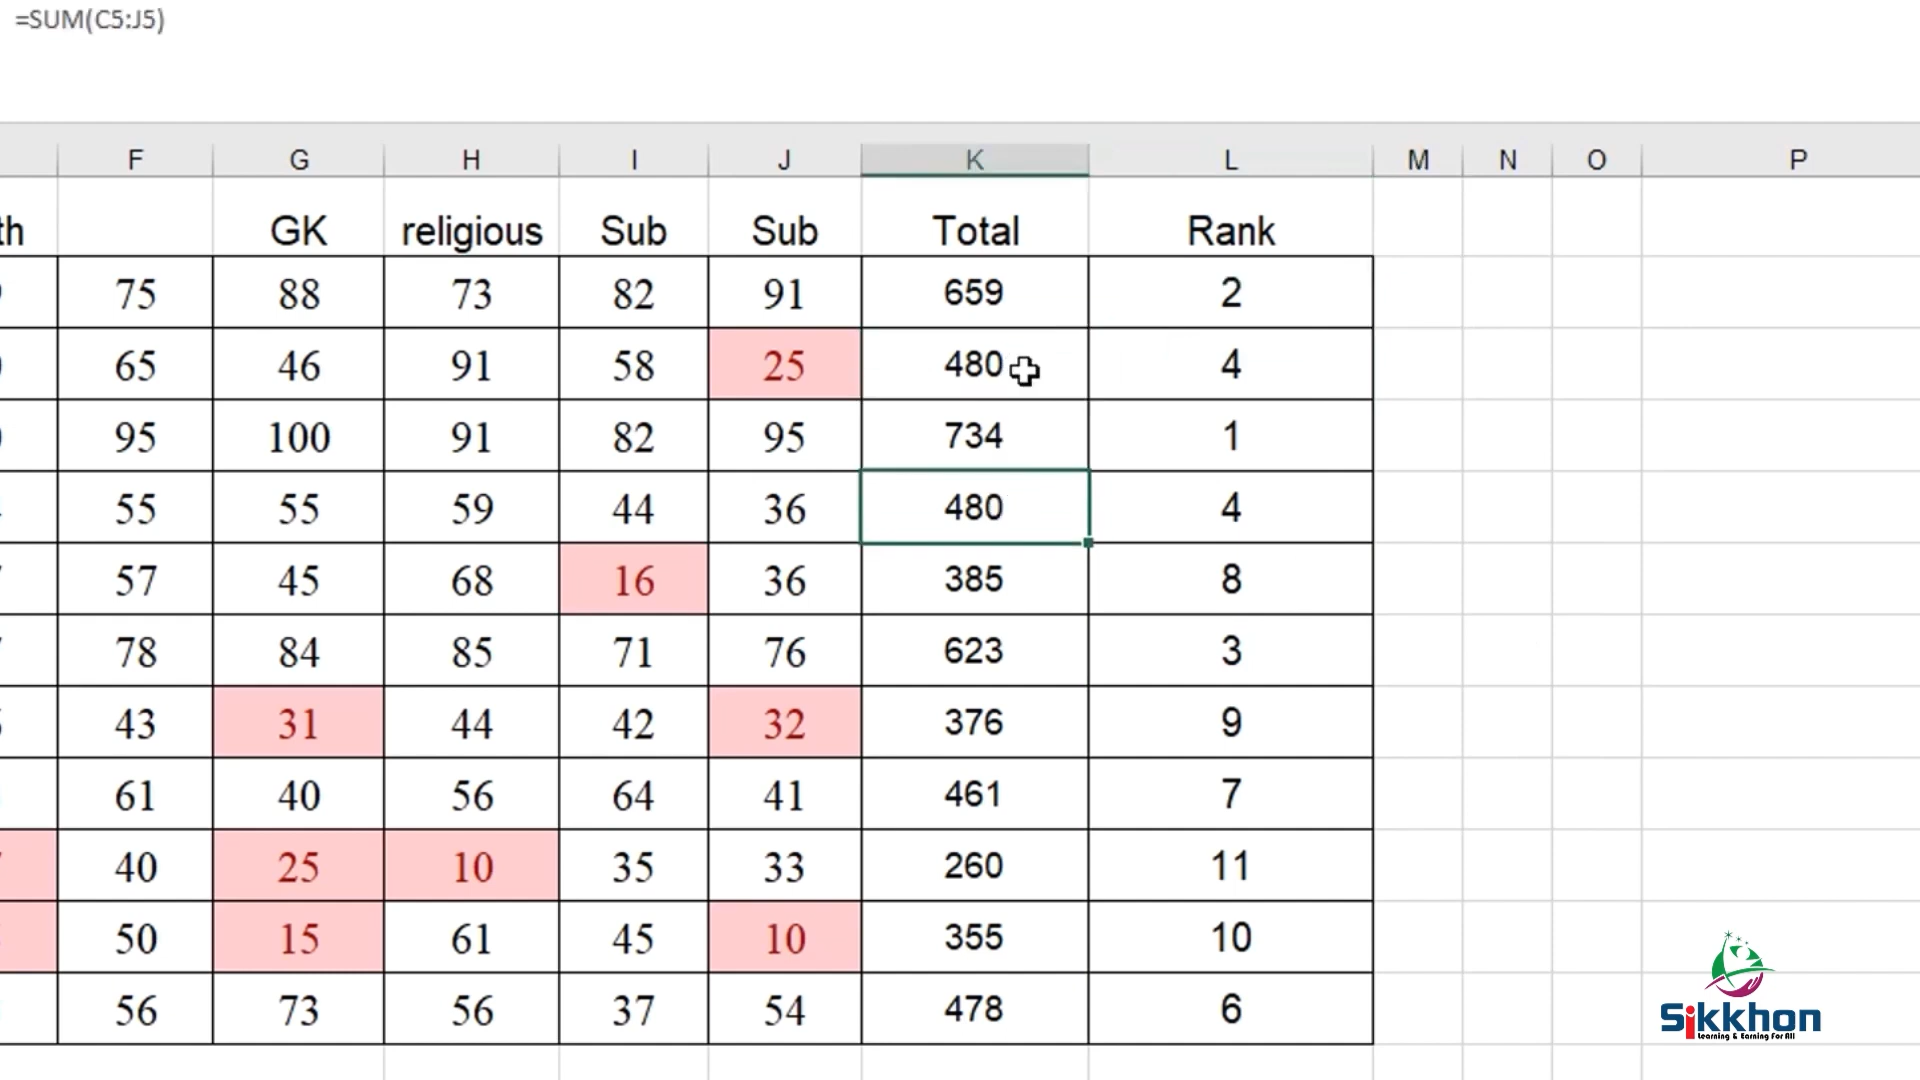 =SUM(C5:J5)
F G H I J K L M N O P
th GK religious Sub Sub Total Rank
75 88 73 82 91 659 2
65 46 91 58 25 480 4
95 100 91 82 95 734 1
55 55 59 44 36 480 4
57 45 68 16 36 385 8
78 84 85 71 76 623 3
43 31 44 42 32 376 9
61 40 56 64 41 461 7
40 25 10 35 33 260 11
50 15 61 45 10 355 10
56 73 56 37 54 478 6
Sikkhon
Learning & Earning For All